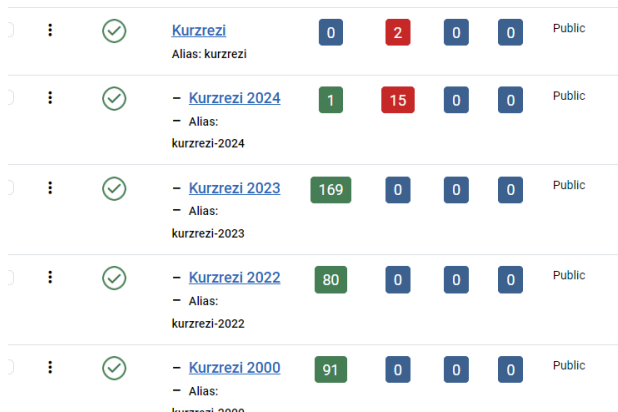 Kurzrezi 0 2 0 0 Public
Alias: kurzrezi
– Kurzrezi 2024 1 15 0 0 Public
– Alias:
kurzrezi-2024
– Kurzrezi 2023 169 0 0 0 Public
– Alias:
kurzrezi-2023
– Kurzrezi 2022 80 0 0 0 Public
– Alias:
kurzrezi-2022
– Kurzrezi 2000 91 0 0 0 Public
– Alias: